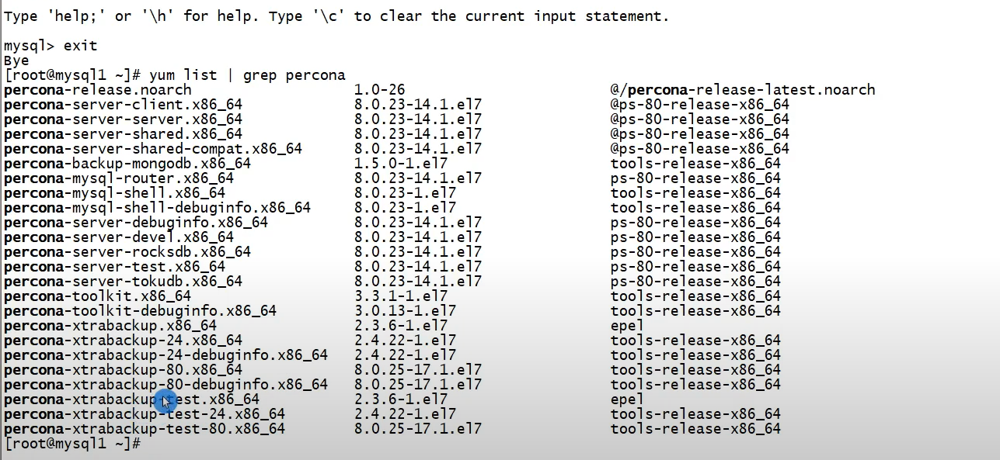 Type 'help;' or '\h' for help. Type '\c' to clear the current input statement.
mysql> exit
Bye
[root@mysql1 ~]# yum list | grep percona
percona-release.noarch 1.0-26 @/percona-release-latest.noarch
percona-server-client.x86_64 8.0.23-14.1.el7 @ps-80-release-x86_64
percona-server-server.x86_64 8.0.23-14.1.el7 @ps-80-release-x86_64
percona-server-shared.x86_64 8.0.23-14.1.el7 @ps-80-release-x86_64
percona-server-shared-compat.x86_64 8.0.23-14.1.el7 @ps-80-release-x86_64
percona-backup-mongodb.x86_64 1.5.0-1.el7 tools-release-x86_64
percona-mysql-router.x86_64 8.0.23-14.1.el7 ps-80-release-x86_64
percona-mysql-shell.x86_64 8.0.23-1.el7 tools-release-x86_64
percona-mysql-shell-debuginfo.x86_64 8.0.23-1.el7 tools-release-x86_64
percona-server-debuginfo.x86_64 8.0.23-14.1.el7 ps-80-release-x86_64
percona-server-devel.x86_64 8.0.23-14.1.el7 ps-80-release-x86_64
percona-server-rocksdb.x86_64 8.0.23-14.1.el7 ps-80-release-x86_64
percona-server-test.x86_64 8.0.23-14.1.el7 ps-80-release-x86_64
percona-server-tokudb.x86_64 8.0.23-14.1.el7 ps-80-release-x86_64
percona-toolkit.x86_64 3.3.1-1.el7 tools-release-x86_64
percona-toolkit-debuginfo.x86_64 3.0.13-1.el7 tools-release-x86_64
percona-xtrabackup.x86_64 2.3.6-1.el7 epel
percona-xtrabackup-24.x86_64 2.4.22-1.el7 tools-release-x86_64
percona-xtrabackup-24-debuginfo.x86_64 2.4.22-1.el7 tools-release-x86_64
percona-xtrabackup-80.x86_64 8.0.25-17.1.el7 tools-release-x86_64
percona-xtrabackup-80-debuginfo.x86_64 8.0.25-17.1.el7 tools-release-x86_64
percona-xtrabackup-test.x86_64 2.3.6-1.el7 epel
percona-xtrabackup-test-24.x86_64 2.4.22-1.el7 tools-release-x86_64
percona-xtrabackup-test-80.x86_64 8.0.25-17.1.el7 tools-release-x86_64
[root@mysql1 ~]#